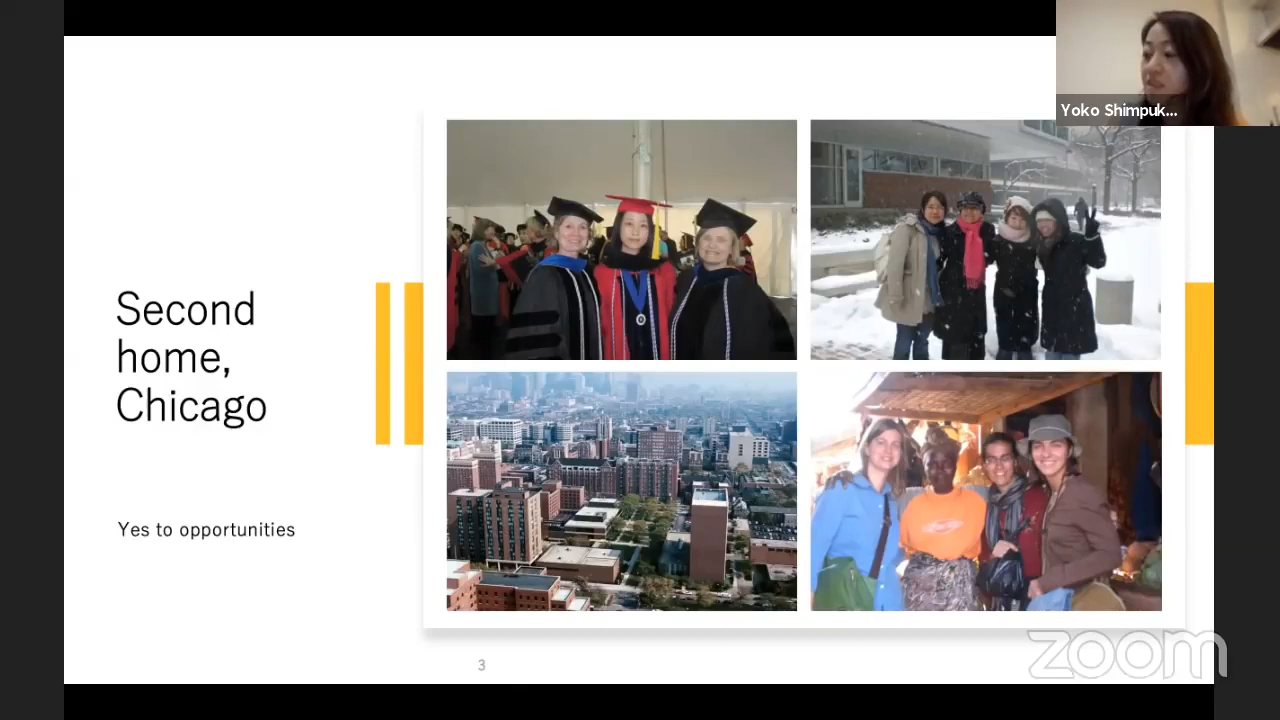 Yoko Shimpuk...
Second
home,
Chicago
Yes to opportunities
3
zoom